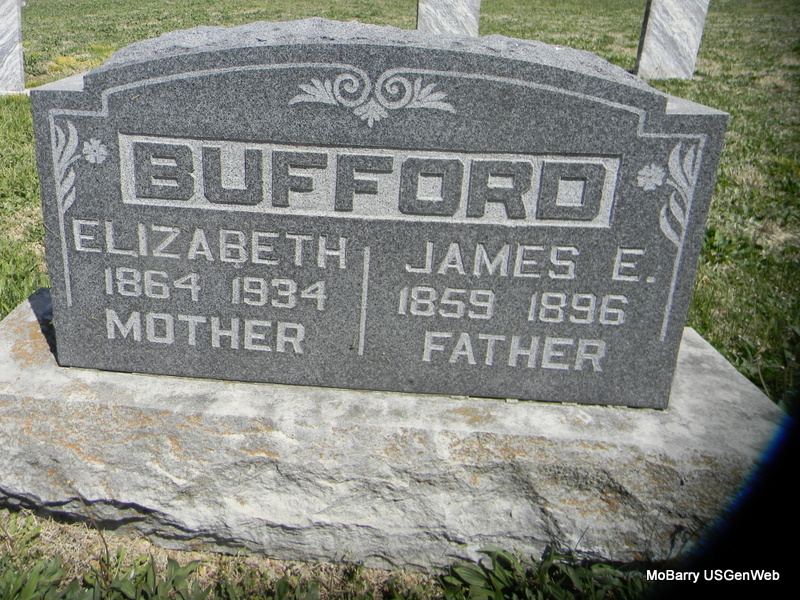 BUFFORD
ELIZABETH
1864 1934
MOTHER
JAMES E.
1859 1896
FATHER
MoBarry USGenWeb